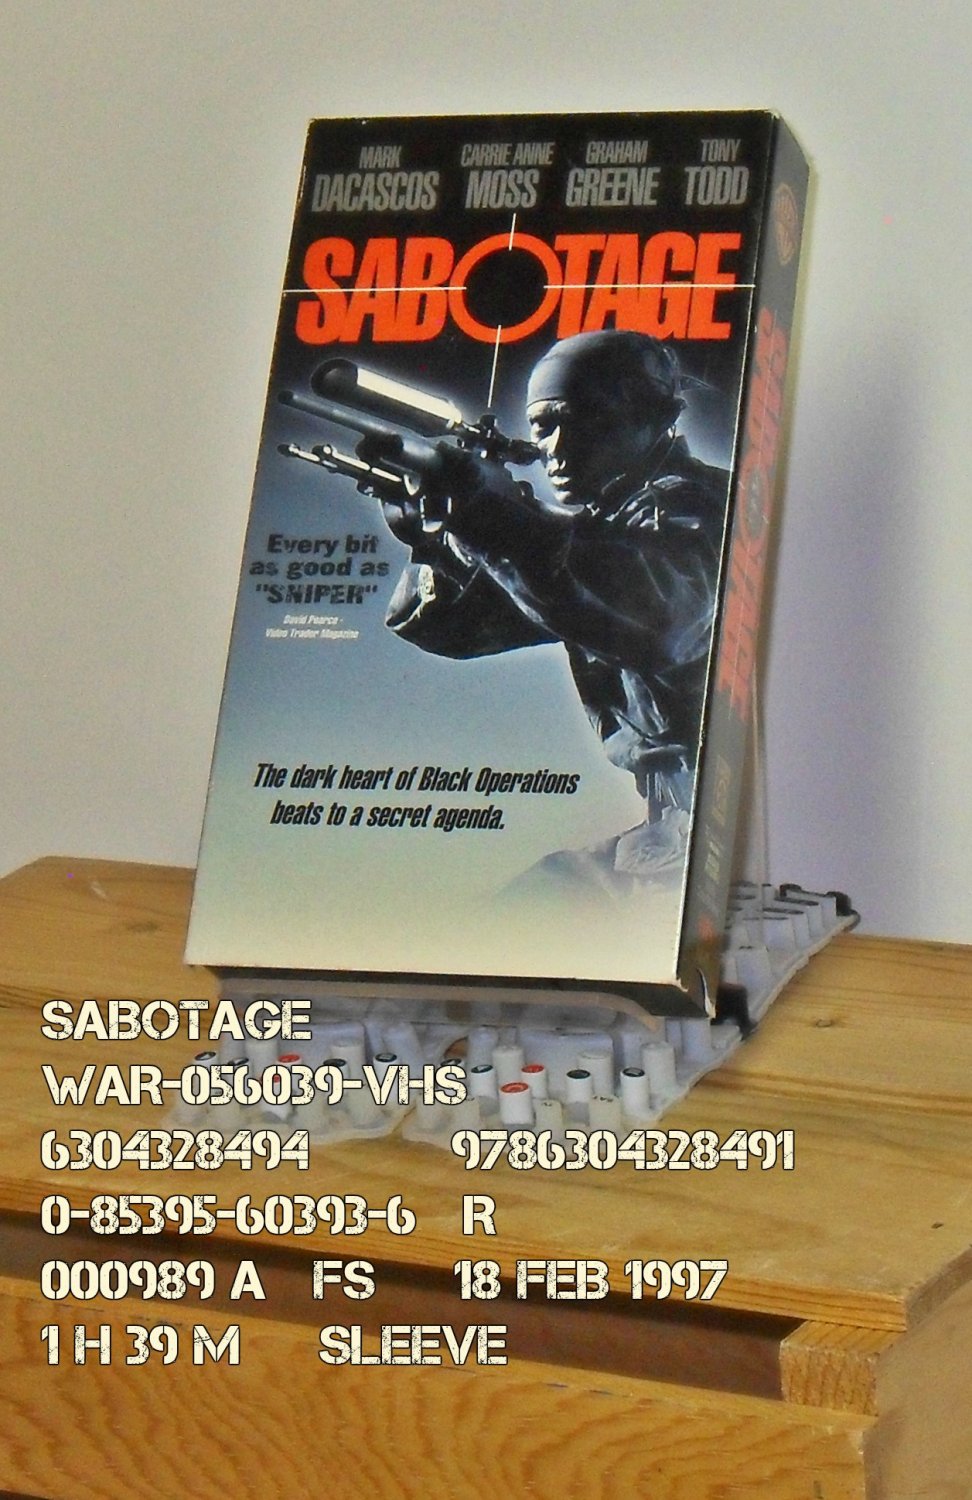 MARK CARRIE ANNE GRAHAM TONY
DACASCOS MOSS GREENE TODD
SABOTAGE
Every bit
as good as
"SNIPER"
David Pearce -
Video Trader Magazine
The dark heart of Black Operations
beats to a secret agenda.
SABOTAGE
SABOTAGE
WAR-056039-VHS
6304328494 9786304328491
0-85395-60393-6 R
000989 A FS 18 FEB 1997
1 H 39 M SLEEVE